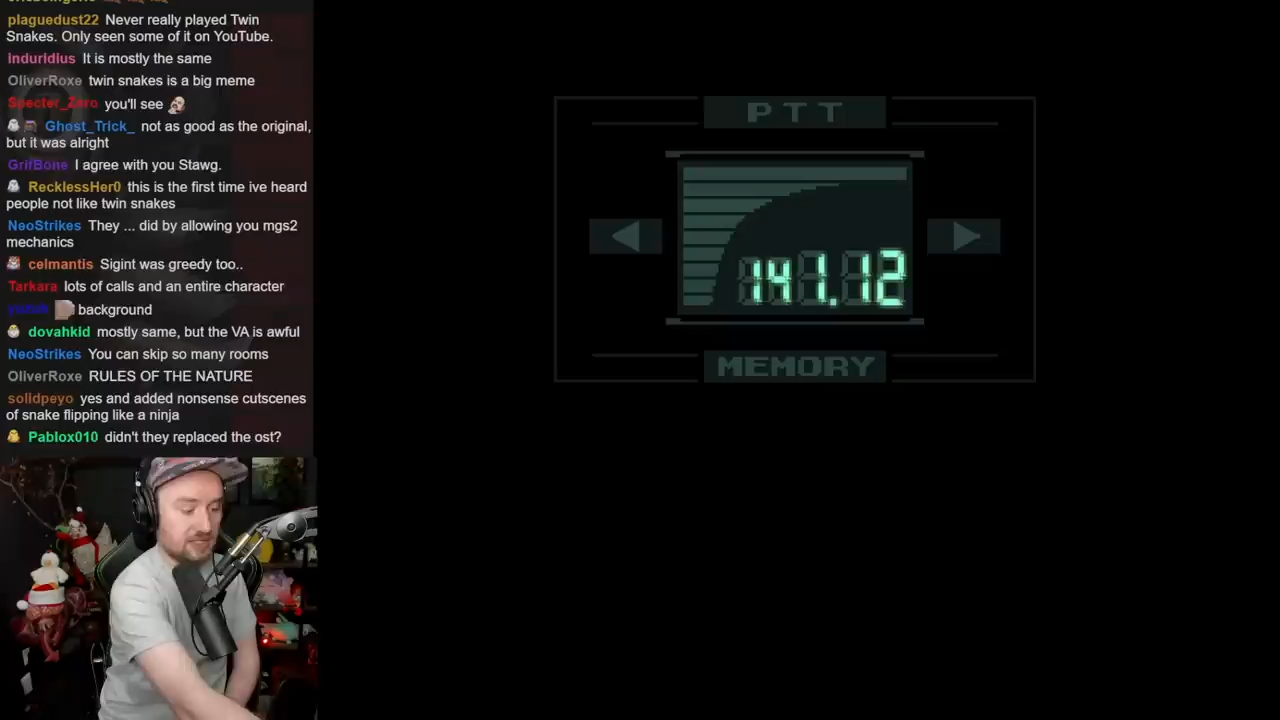 plaguedust22 Never really played Twin
Snakes. Only seen some of it on YouTube.
Induridius It is mostly the same
OliverRoxe twin snakes is a big meme
Specter_Zero you'll see
Ghost_Trick_ not as good as the original,
but it was alright
GrifBone I agree with you Stawg.
RecklessHer0 this is the first time ive heard
people not like twin snakes
NeoStrikes They ... did by allowing you mgs2
mechanics
celmantis Sigint was greedy too..
Tarkara lots of calls and an entire character
background
dovahkid mostly same, but the VA is awful
NeoStrikes You can skip so many rooms
OliverRoxe RULES OF THE NATURE
solidpeyo yes and added nonsense cutscenes
of snake flipping like a ninja
Pablox010 didn't they replaced the ost?
PTT
141.12
MEMORY